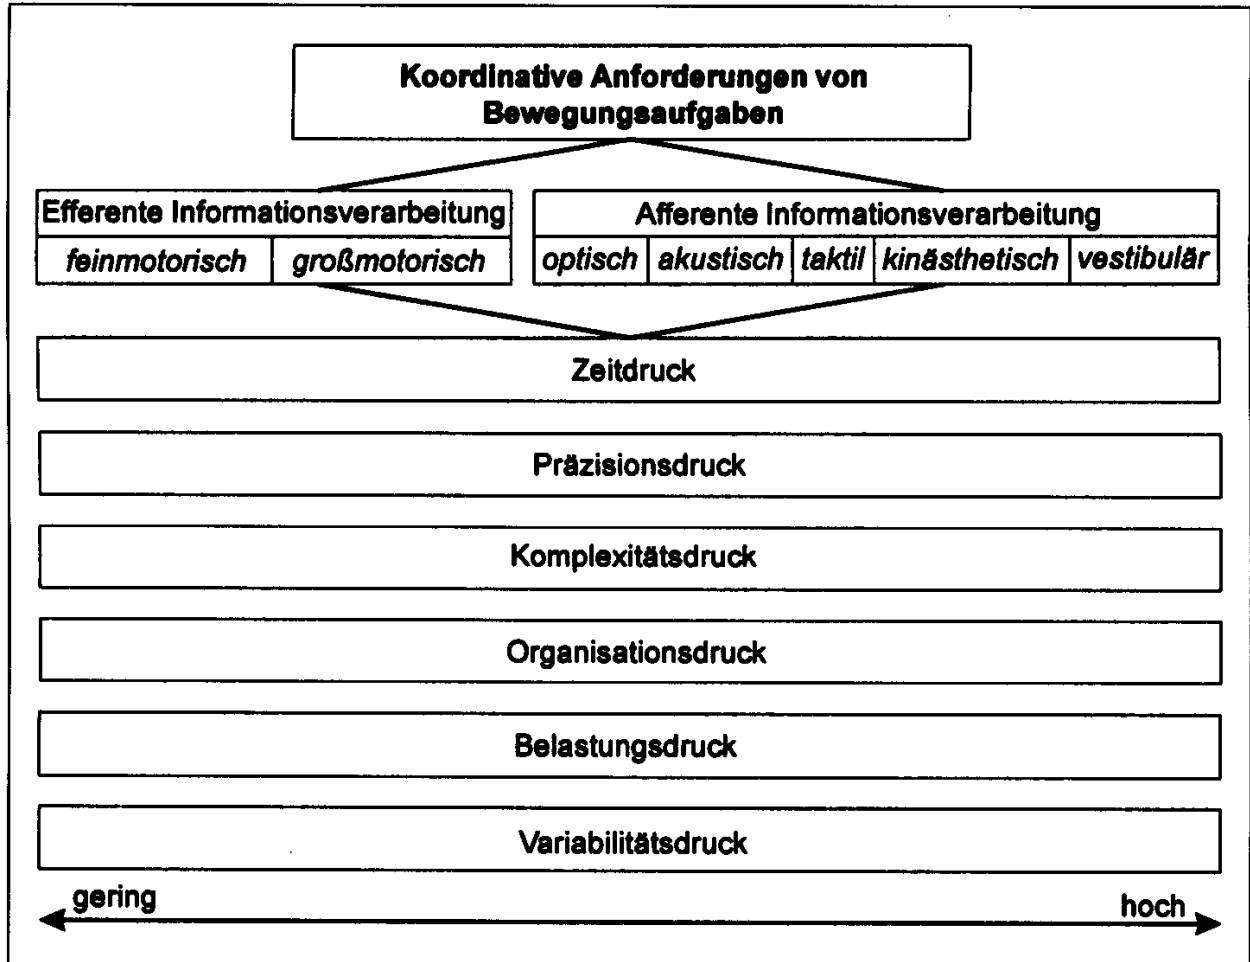 Koordinative Anforderungen von
Bewegungsaufgaben
Efferente Informationsverarbeitung
feinmotorisch großmotorisch
Afferente Informationsverarbeitung
optisch akustisch taktil kinästhetisch vestibulär
Zeitdruck
Präzisionsdruck
Komplexitätsdruck
Organisationsdruck
Belastungsdruck
Variabilitätsdruck
gering
hoch